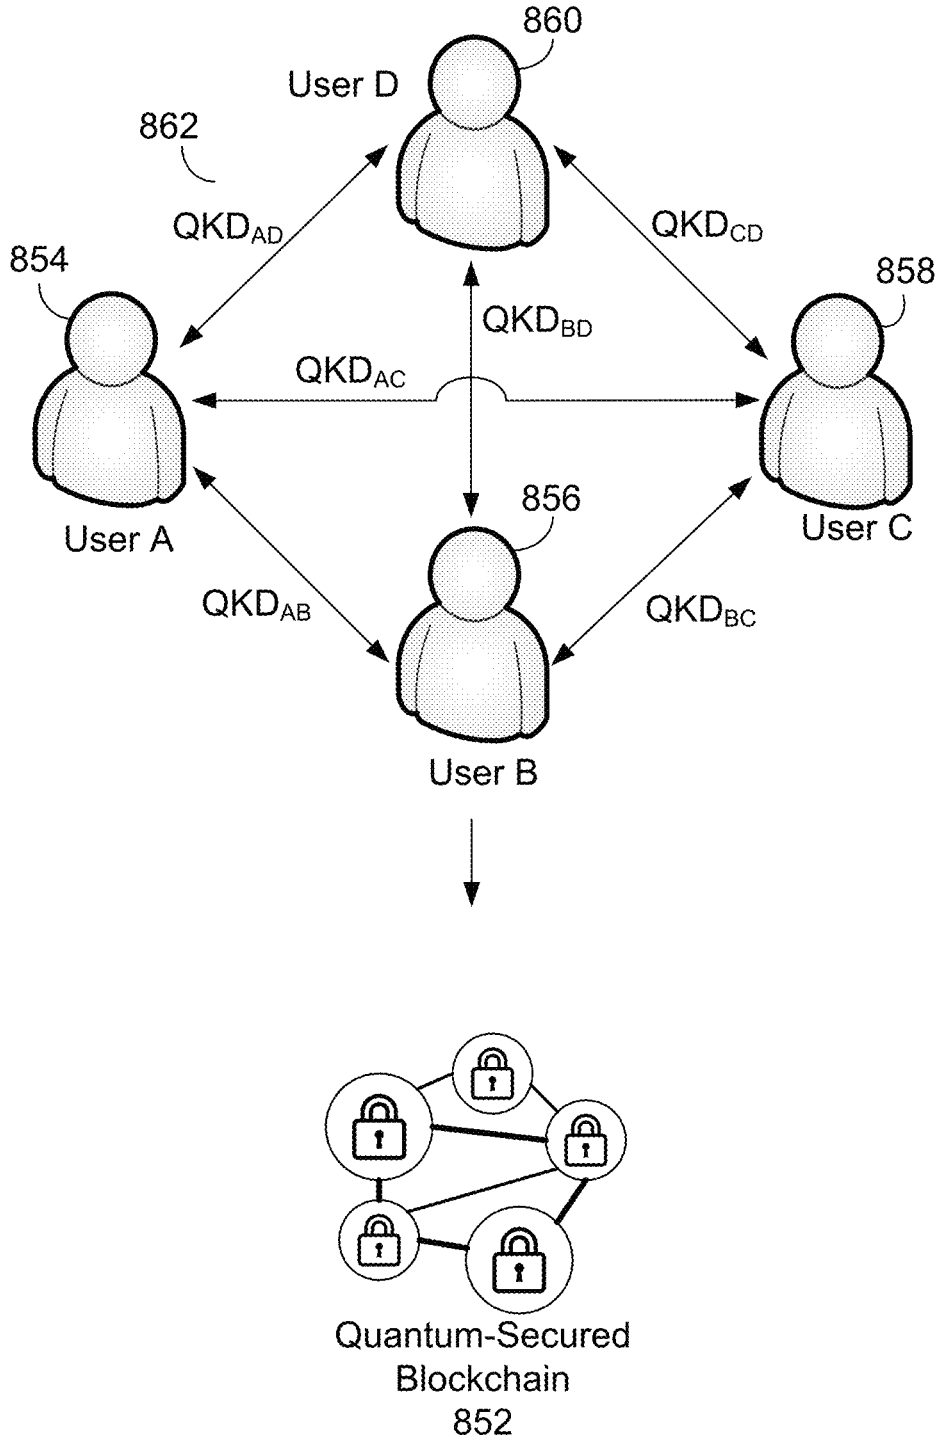 860
User D
862
QKDAD
QKDCD
854
858
QKDBD
QKDAC
856
User A
User C
QKDAB
QKDBC
User B
Quantum-Secured
Blockchain
852